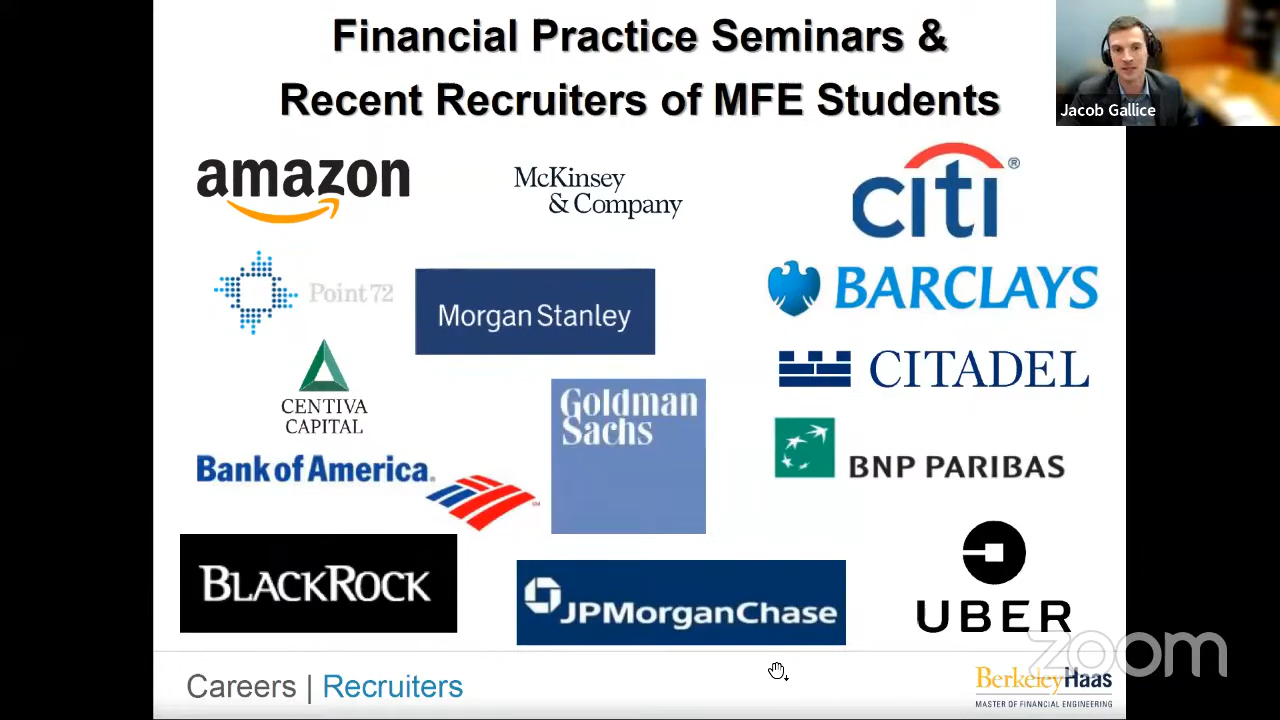 Financial Practice Seminars &
Recent Recruiters of MFE Students
Jacob Gallice
amazon
McKinsey
& Company
citi®
Point72
Morgan Stanley
BARCLAYS
CENTIVA
CAPITAL
CITADEL
Goldman
Sachs
Bank of America®
SM
BNP PARIBAS
BLACKROCK
JPMorganChase
UBER
zoom
Careers | Recruiters
BerkeleyHaas
MASTER OF FINANCIAL ENGINEERING